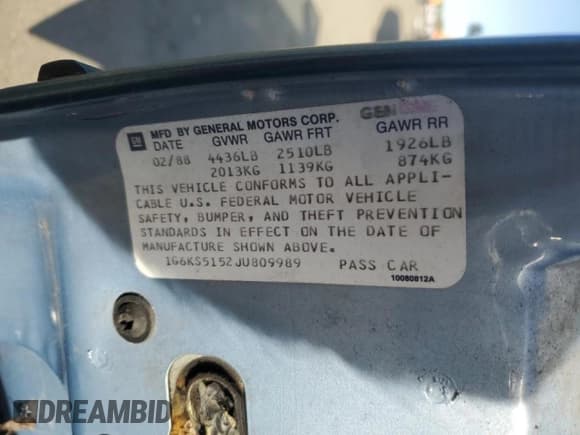 GM MFD BY GENERAL MOTORS CORP. GEN
DATE GVWR GAWR FRT GAWR RR
02/88 4436LB 2510LB 1926LB
2013KG 1139KG 874KG
THIS VEHICLE CONFORMS TO ALL APPLI-
CABLE U.S. FEDERAL MOTOR VEHICLE
SAFETY, BUMPER, AND THEFT PREVENTION
STANDARDS IN EFFECT ON THE DATE OF
MANUFACTURE SHOWN ABOVE.
1G6KS5152JU809989 PASS CAR
10080812A
DREAMBID